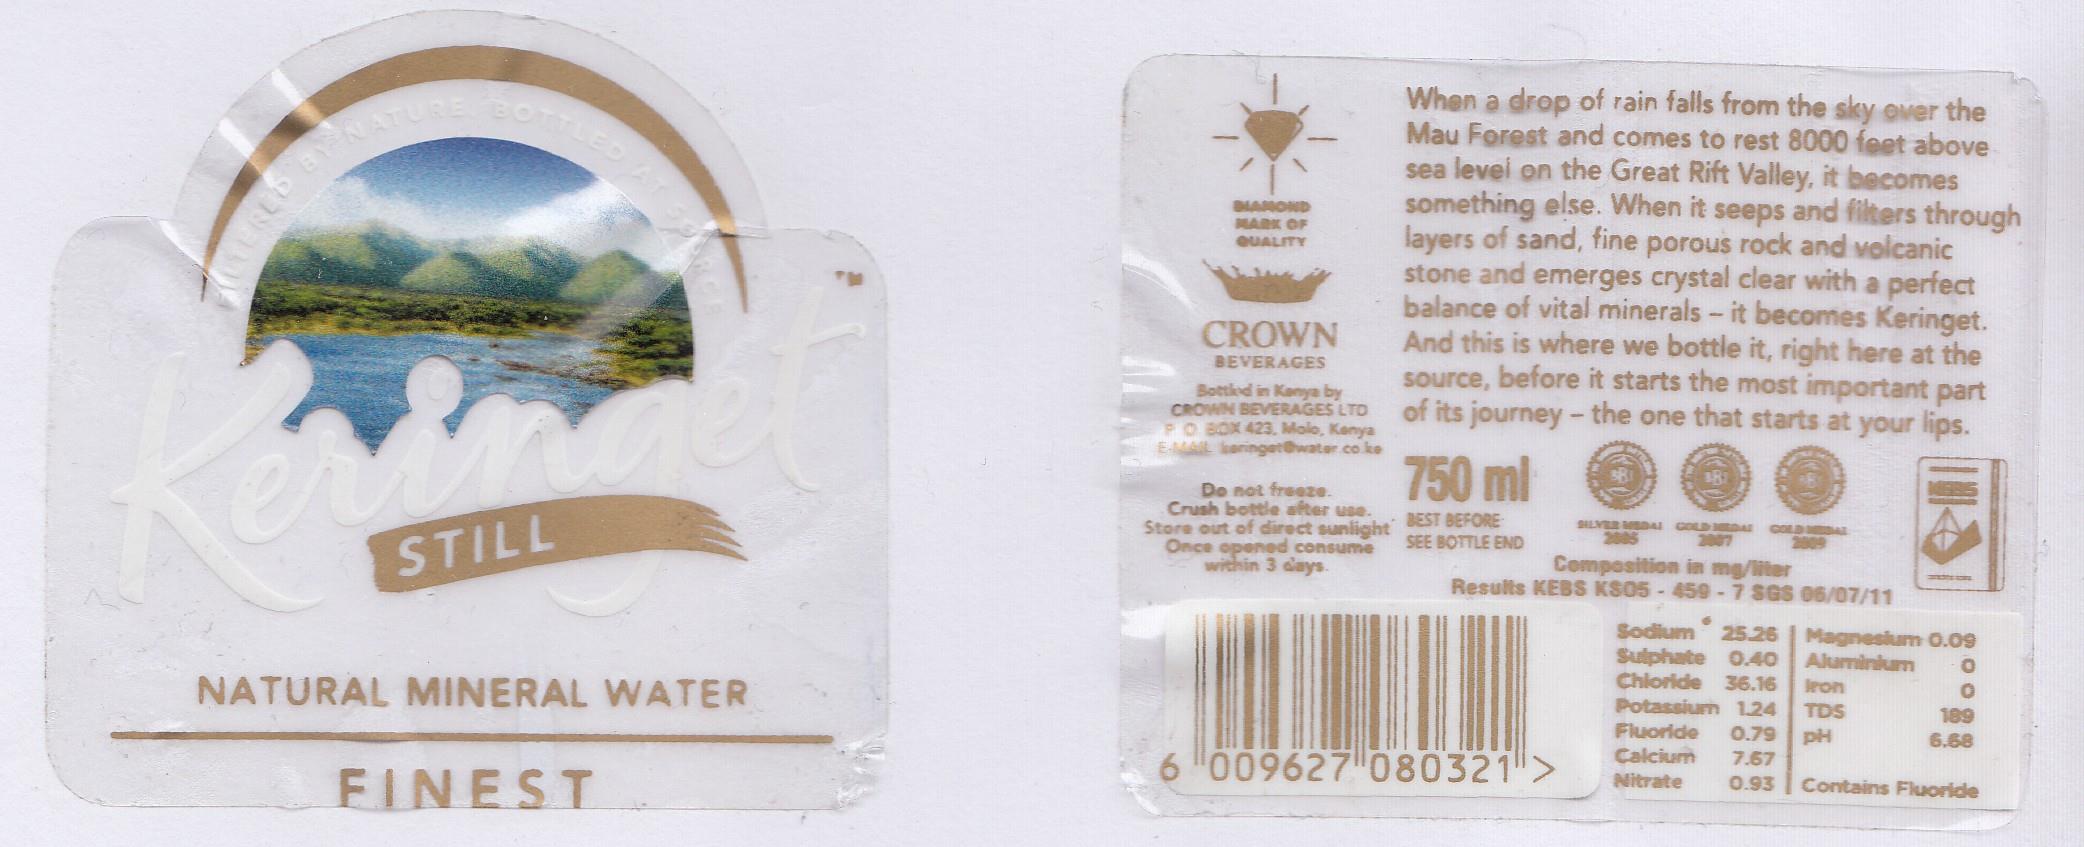 FILTERED BY NATURE, BOTTLED AT SOURCE
Keringet
™
STILL
NATURAL MINERAL WATER
FINEST
DIAMOND
MARK OF
QUALITY
CROWN
BEVERAGES
Bottled in Kenya by
CROWN BEVERAGES LTD
P. O. BOX 423, Molo, Kenya
E-MAIL keringet@water.co.ke
Do not freeze.
Crush bottle after use.
Store out of direct sunlight
Once opened consume
within 3 days.
When a drop of rain falls from the sky over the
Mau Forest and comes to rest 8000 feet above
sea level on the Great Rift Valley, it becomes
something else. When it seeps and filters through
layers of sand, fine porous rock and volcanic
stone and emerges crystal clear with a perfect
balance of vital minerals – it becomes Keringet.
And this is where we bottle it, right here at the
source, before it starts the most important part
of its journey – the one that starts at your lips.
750 ml
BEST BEFORE
SEE BOTTLE END
SILVER MEDAL
2005
GOLD MEDAL
2007
GOLD MEDAL
2009
KEBS
Composition in mg/liter
Results KEBS KS05 - 459 - 7 SGS 06/07/11
Sodium 25.26
Sulphate 0.40
Chloride 36.16
Potassium 1.24
Fluoride 0.79
Calcium 7.67
Nitrate 0.93
Magnesium 0.09
Aluminium 0
Iron 0
TDS 189
pH 6.68
Contains Fluoride
6 009627 080321 >